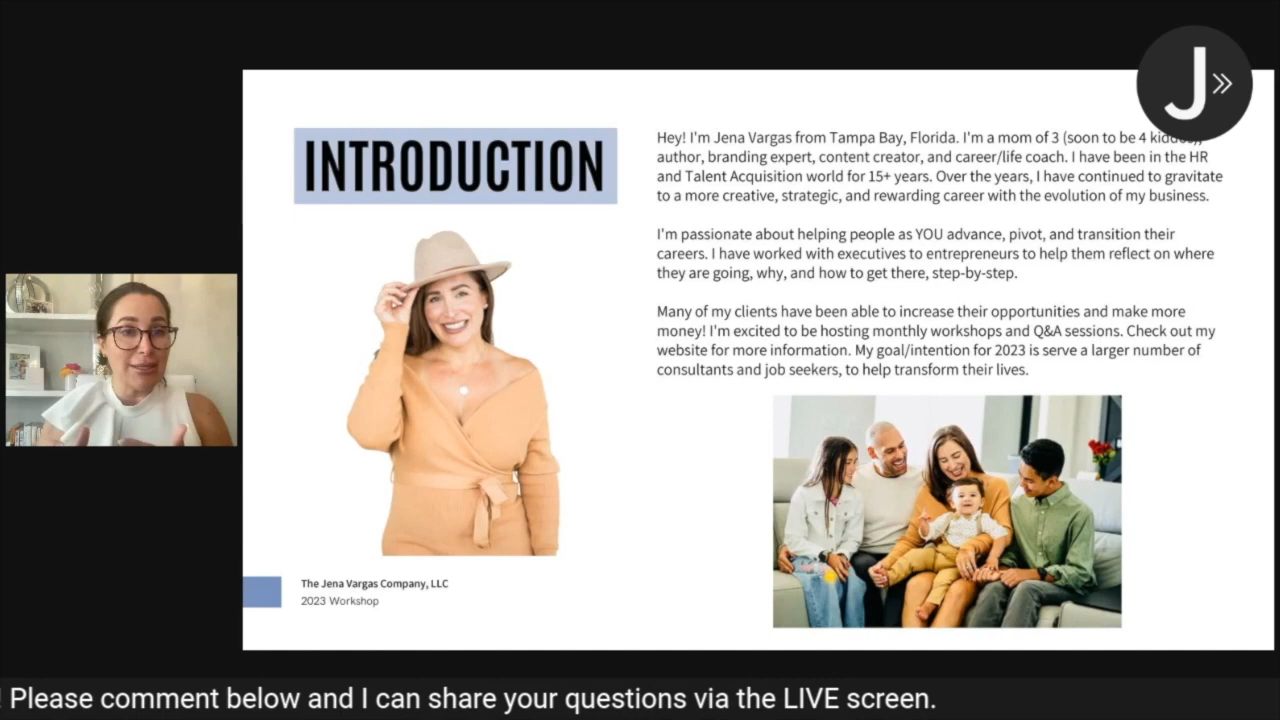 J
INTRODUCTION
Hey! I'm Jena Vargas from Tampa Bay, Florida. I'm a mom of 3 (soon to be 4
author, branding expert, content creator, and career/life coach. I have been in the HR
and Talent Acquisition world for 15+ years. Over the years, I have continued to gravitate
to a more creative, strategic, and rewarding career with the evolution of my business.
I'm passionate about helping people as YOU advance, pivot, and transition their
careers. I have worked with executives to entrepreneurs to help them reflect on where
they are going, why, and how to get there, step-by-step.
Many of my clients have been able to increase their opportunities and make more
money! I'm excited to be hosting monthly workshops and Q&A sessions. Check out my
website for more information. My goal/intention for 2023 is serve a larger number of
consultants and job seekers, to help transform their lives.
The Jena Vargas Company, LLC
2023 Workshop
! Please comment below and I can share your questions via the LIVE screen.